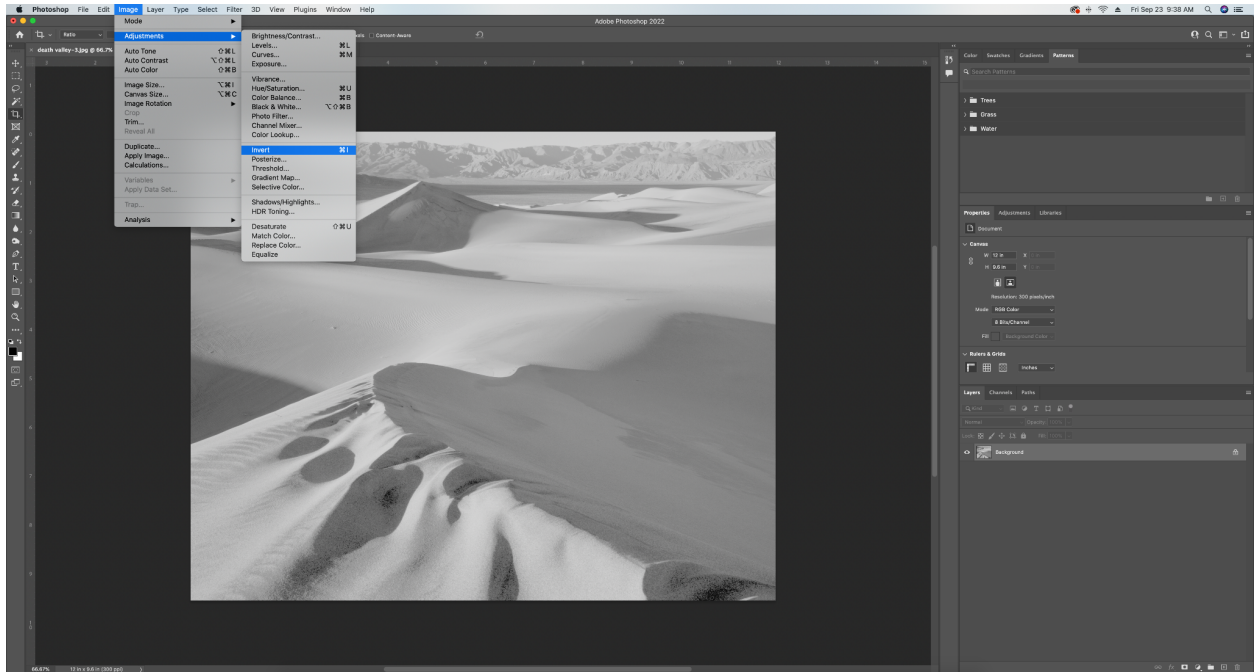 Photoshop File Edit Image Layer Type Select Filter 3D View Plugins Window Help
Fri Sep 23 9:38 AM
Adobe Photoshop 2022
Ratio
Content-Aware
death valley-3.jpg @ 66.7%
Mode
Adjustments
Auto Tone ⇧⌘L
Auto Contrast ⌥⇧⌘L
Auto Color ⇧⌘B
Image Size... ⌥⌘I
Canvas Size... ⌥⌘C
Image Rotation
Crop
Trim...
Reveal All
Duplicate...
Apply Image...
Calculations...
Variables
Apply Data Set...
Trap...
Analysis
Brightness/Contrast...
Levels... ⌘L
Curves... ⌘M
Exposure...
Vibrance...
Hue/Saturation... ⌘U
Color Balance... ⌘B
Black & White... ⌥⇧⌘B
Photo Filter...
Channel Mixer...
Color Lookup...
Invert ⌘I
Posterize...
Threshold...
Gradient Map...
Selective Color...
Shadows/Highlights...
HDR Toning...
Desaturate ⇧⌘U
Match Color...
Replace Color...
Equalize
Color Swatches Gradients Patterns
Search Patterns
Trees
Grass
Water
Properties Adjustments Libraries
Document
Canvas
W 12 in X
H 9.6 in Y
Resolution: 300 pixels/inch
Mode RGB Color
8 Bits/Channel
Fill Background Color
Rulers & Grids
Inches
Layers Channels Paths
Kind
Normal Opacity:
Lock: Fill:
Background
66.67% 12 in x 9.6 in (300 ppi)